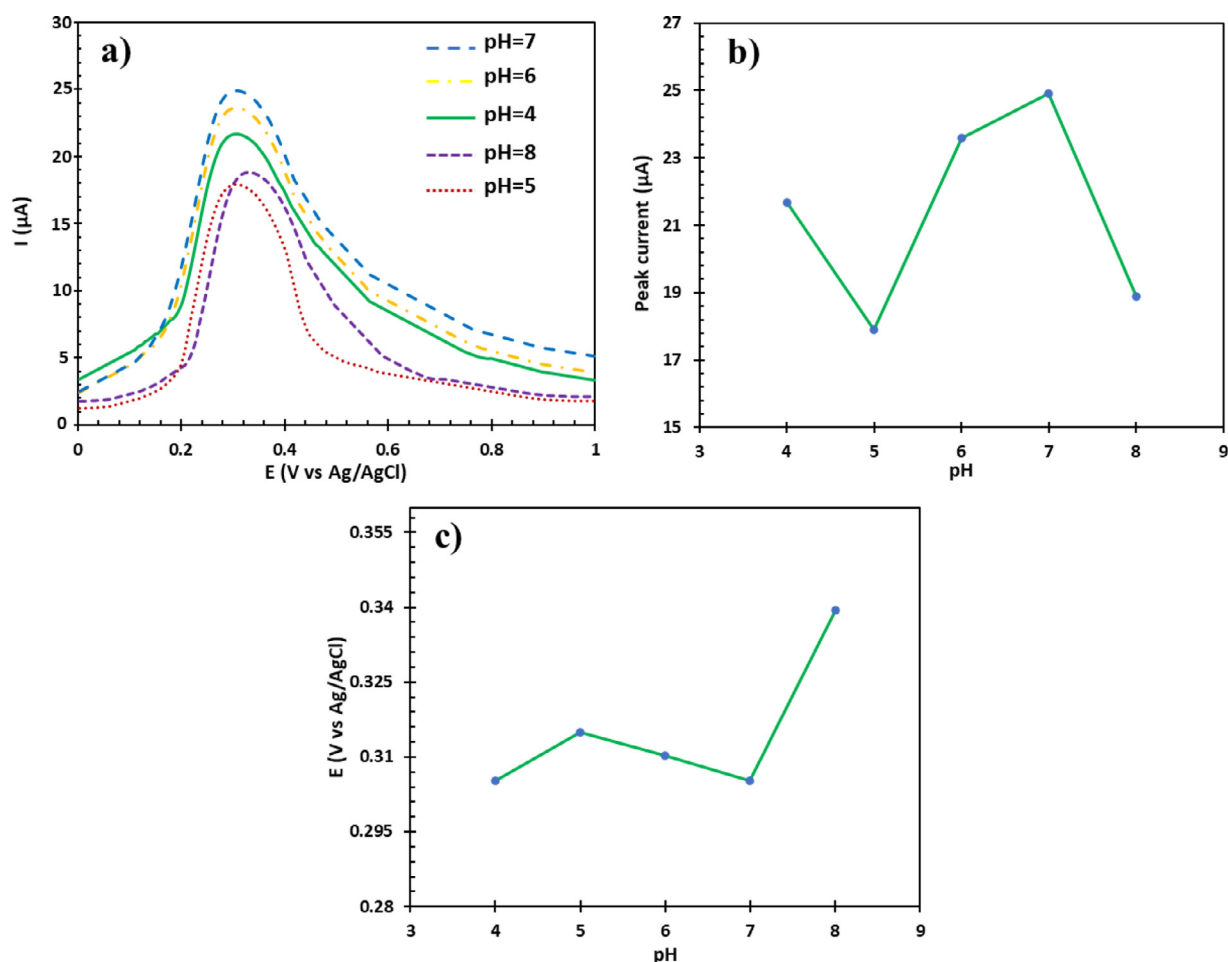 a)
pH=7
pH=6
pH=4
pH=8
pH=5
30
25
20
15
10
5
0
I (µA)
0 0.2 0.4 0.6 0.8 1
E (V vs Ag/AgCl)
b)
27
25
23
21
19
17
15
Peak current (µA)
3 4 5 6 7 8 9
pH
c)
0.355
0.34
0.325
0.31
0.295
0.28
E (V vs Ag/AgCl)
3 4 5 6 7 8 9
pH